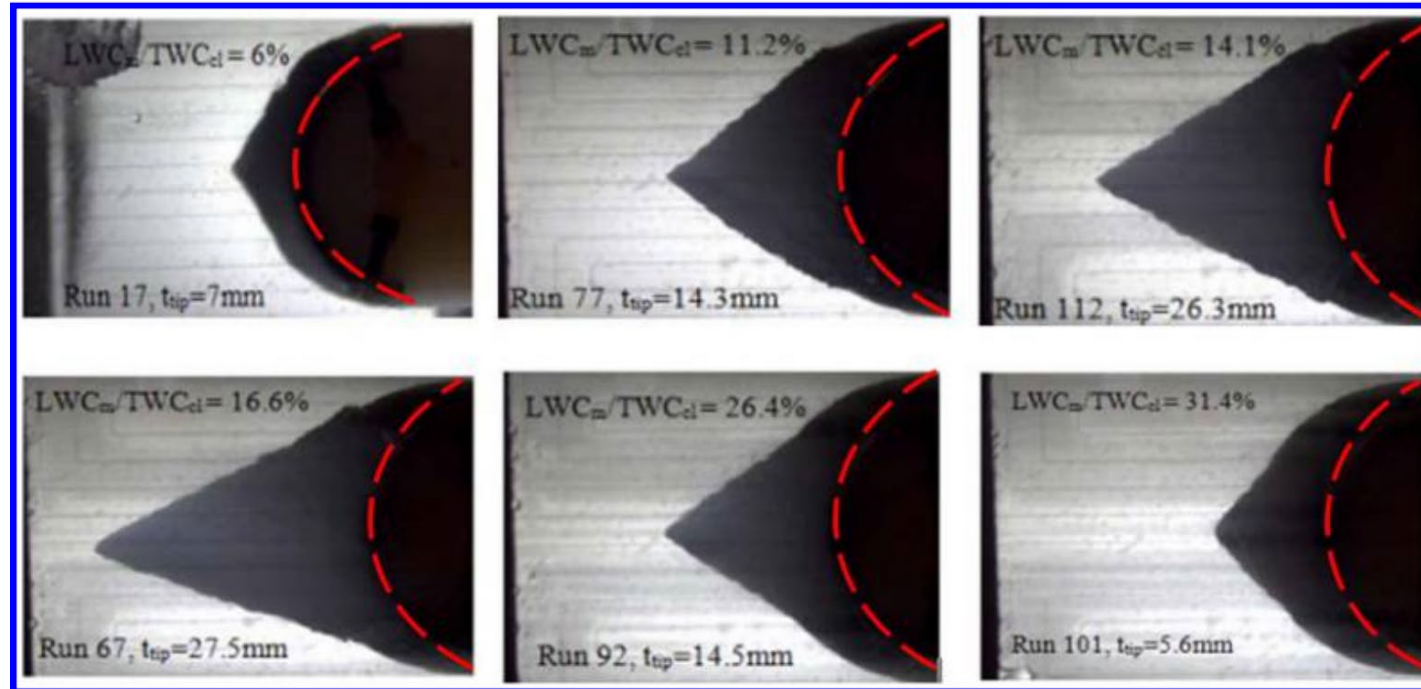 LWCm/TWCcl= 6%
Run 17, ttip=7mm
LWCm/TWCcl= 11.2%
Run 77, ttip=14.3mm
LWCm/TWCcl= 14.1%
Run 112, ttip=26.3mm
LWCm/TWCcl= 16.6%
Run 67, ttip=27.5mm
LWCm/TWCcl= 26.4%
Run 92, ttip=14.5mm
LWCm/TWCcl= 31.4%
Run 101, ttip=5.6mm